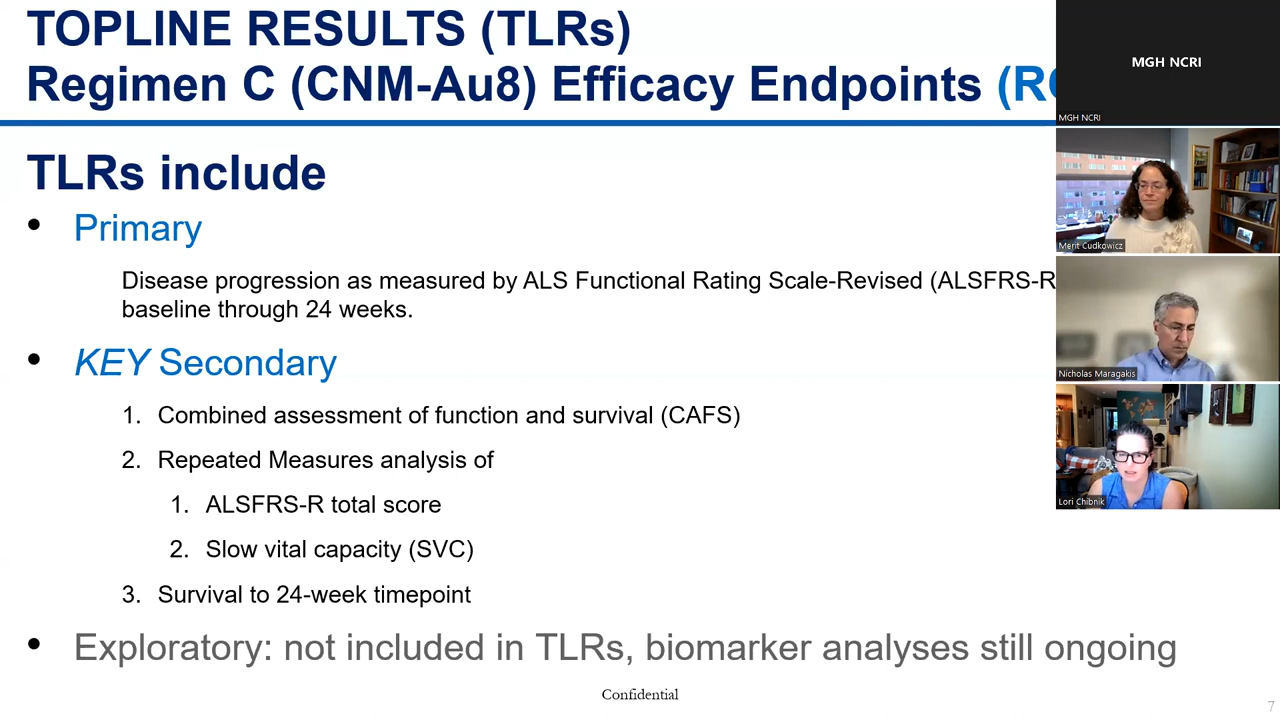 TOPLINE RESULTS (TLRs)
Regimen C (CNM-Au8) Efficacy Endpoints
TLRs include
• Primary
Disease progression as measured by ALS Functional Rating Scale-Revised (ALSFRS-R
baseline through 24 weeks.
• KEY Secondary
1. Combined assessment of function and survival (CAFS)
2. Repeated Measures analysis of
1. ALSFRS-R total score
2. Slow vital capacity (SVC)
3. Survival to 24-week timepoint
• Exploratory: not included in TLRs, biomarker analyses still ongoing
Confidential
7
MGH NCRI
MGH NCRI
Merit Cudkowicz
Nicholas Maragakis
Lori Chibnik